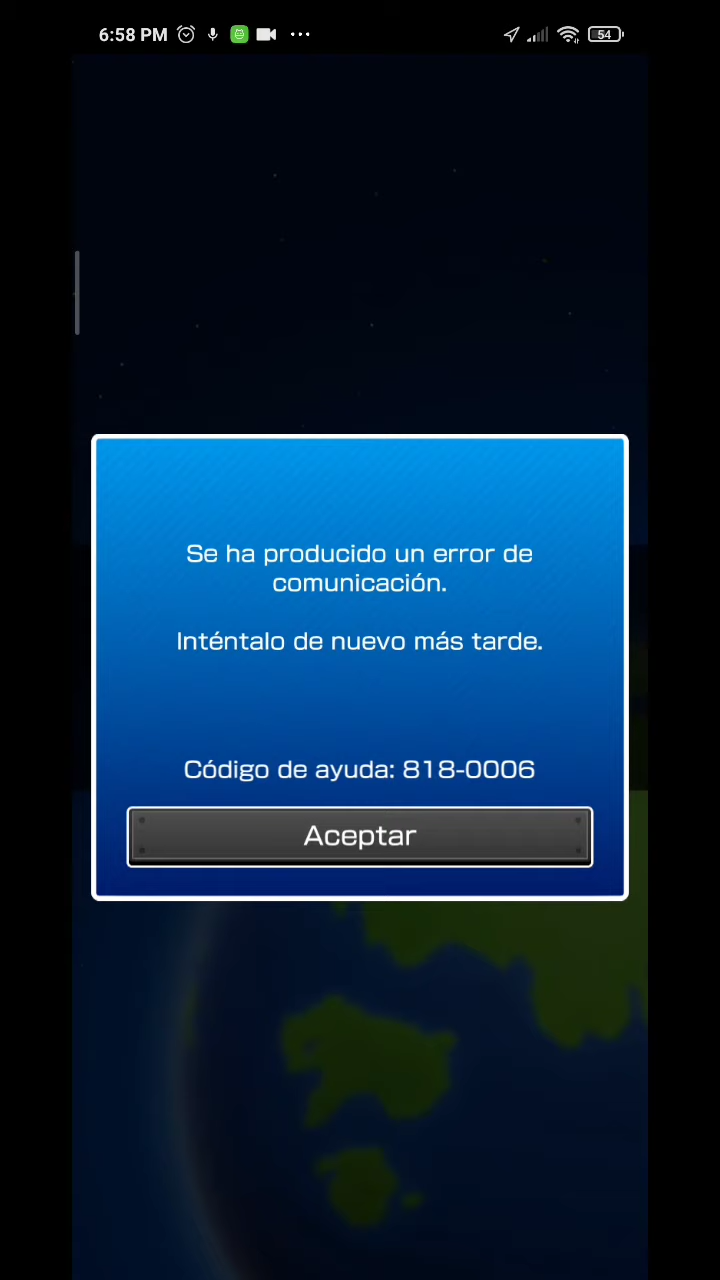 6:58 PM
54
Se ha producido un error de
comunicación.
Inténtalo de nuevo más tarde.
Código de ayuda: 818-0006
Aceptar